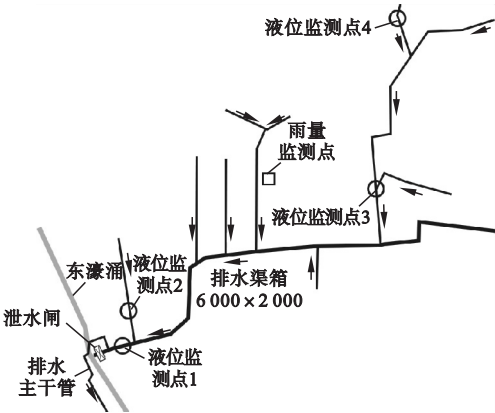 液位监测点4
雨量
监测点
液位监测点3
东濠涌
液位监
测点2
排水渠箱
6 000×2 000
泄水闸
液位监
测点1
排水
主干管